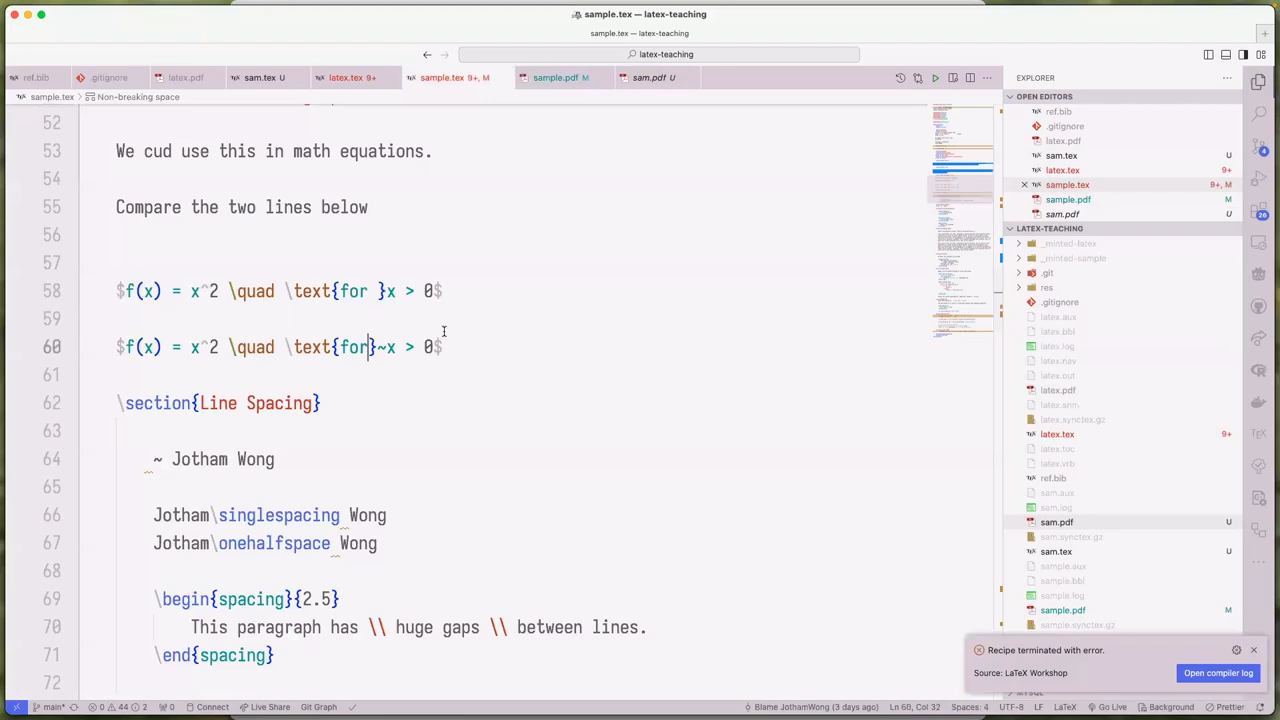 sample.tex — latex-teaching
sample.tex — latex-teaching
latex-teaching
ref.bib
.gitignore
latex.pdf
sam.tex U
latex.tex 9+
sample.tex 9+, M
sample.pdf M
sam.pdf U
EXPLORER
sample.tex › Non-breaking space
OPEN EDITORS
ref.bib
.gitignore
latex.pdf
sam.tex U
latex.tex 9+
sample.tex 9+, M
sample.pdf M
sam.pdf U
LATEX-TEACHING
_minted-latex
_minted-sample
.git
res
.gitignore
latex.aux
latex.bbl
latex.log
latex.nav
latex.out
latex.pdf
latex.snm
latex.synctex.gz
latex.tex 9+
latex.toc
latex.vrb
ref.bib
sam.aux
sam.log
sam.pdf U
sam.synctex.gz
sam.tex U
sample.aux
sample.bbl
sample.log
sample.pdf M
sample.synctex.gz
52
53 We cud use this in math equations.
54
55 Compare the two lines below
56
57
58 $f(x) = x^2 \quad \text{for }x > 0$
59
60 $f(x) = x^2 \quad \text{for}~x > 0$
61
62 \section{Line Spacing}
63
64 ~ Jotham Wong
65
66 Jotham\singlespacing Wong
67 Jotham\onehalfspace Wong
68
69 \begin{spacing}{2.5}
70 This paragraph has \\ huge gaps \\ between lines.
71 \end{spacing}
72
4
26
Recipe terminated with error.
Source: LaTeX Workshop
Open compiler log
main* 0 0 44 2 Connect Live Share Git Graph Blame JothamWong (3 days ago) Ln 60, Col 32 Spaces: 4 UTF-8 LF LaTeX Go Live Background Prettier